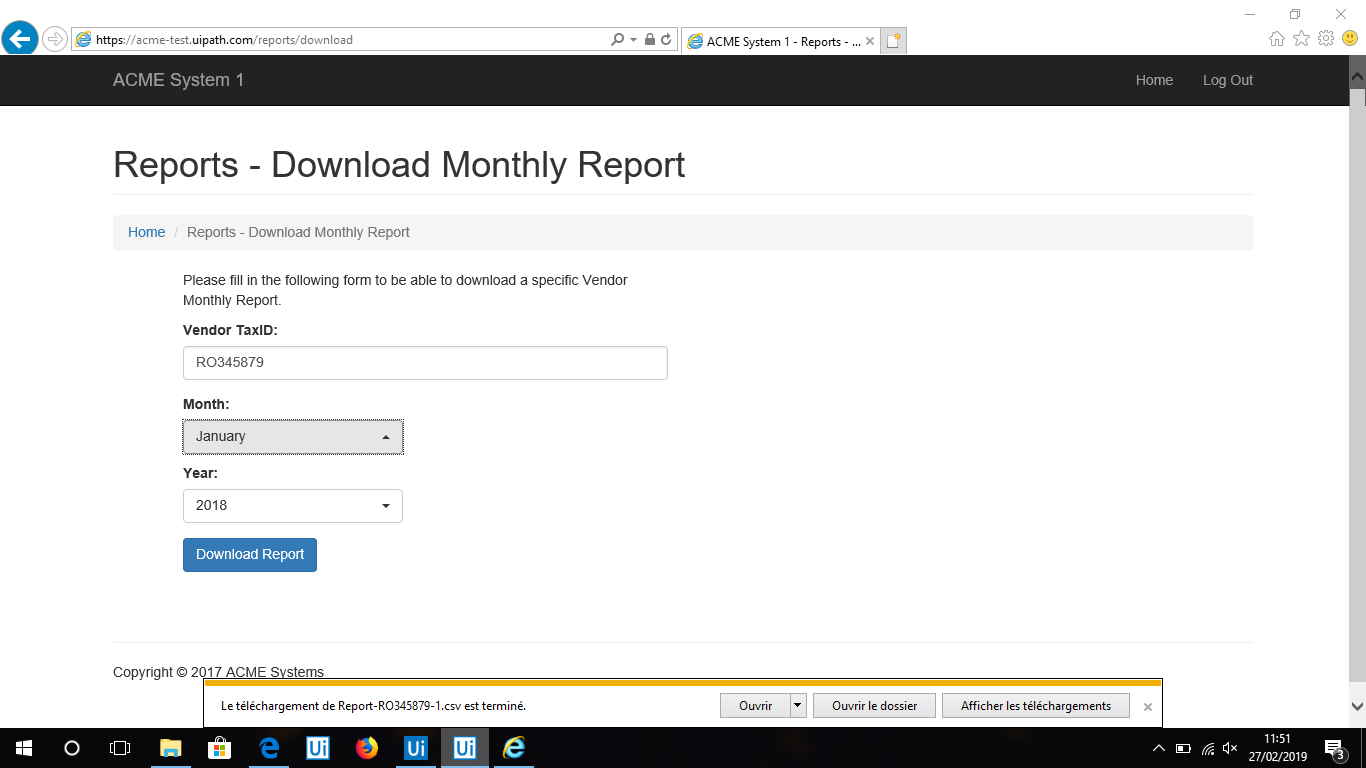 https://acme-test.uipath.com/reports/download
ACME System 1 - Reports - ...
ACME System 1
Home
Log Out
Reports - Download Monthly Report
Home / Reports - Download Monthly Report
Please fill in the following form to be able to download a specific Vendor
Monthly Report.
Vendor TaxID:
RO345879
Month:
January
Year:
2018
Download Report
Copyright © 2017 ACME Systems
Le téléchargement de Report-RO345879-1.csv est terminé.
Ouvrir
Ouvrir le dossier
Afficher les téléchargements
Ui
Ui
Ui
11:51
27/02/2019
3